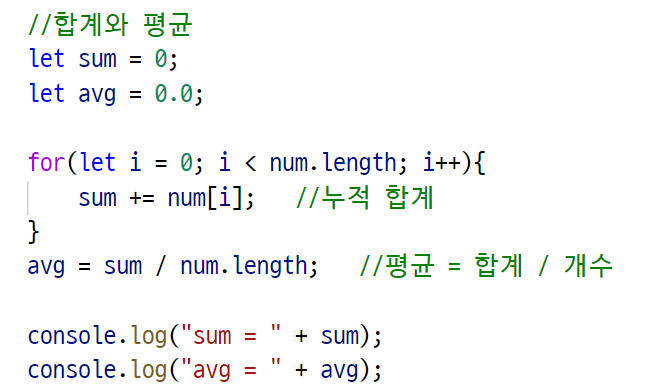 //합계와 평균
let sum = 0;
let avg = 0.0;
for(let i = 0; i < num.length; i++){
    sum += num[i];   //누적 합계
}
avg = sum / num.length;   //평균 = 합계 / 개수
console.log("sum = " + sum);
console.log("avg = " + avg);